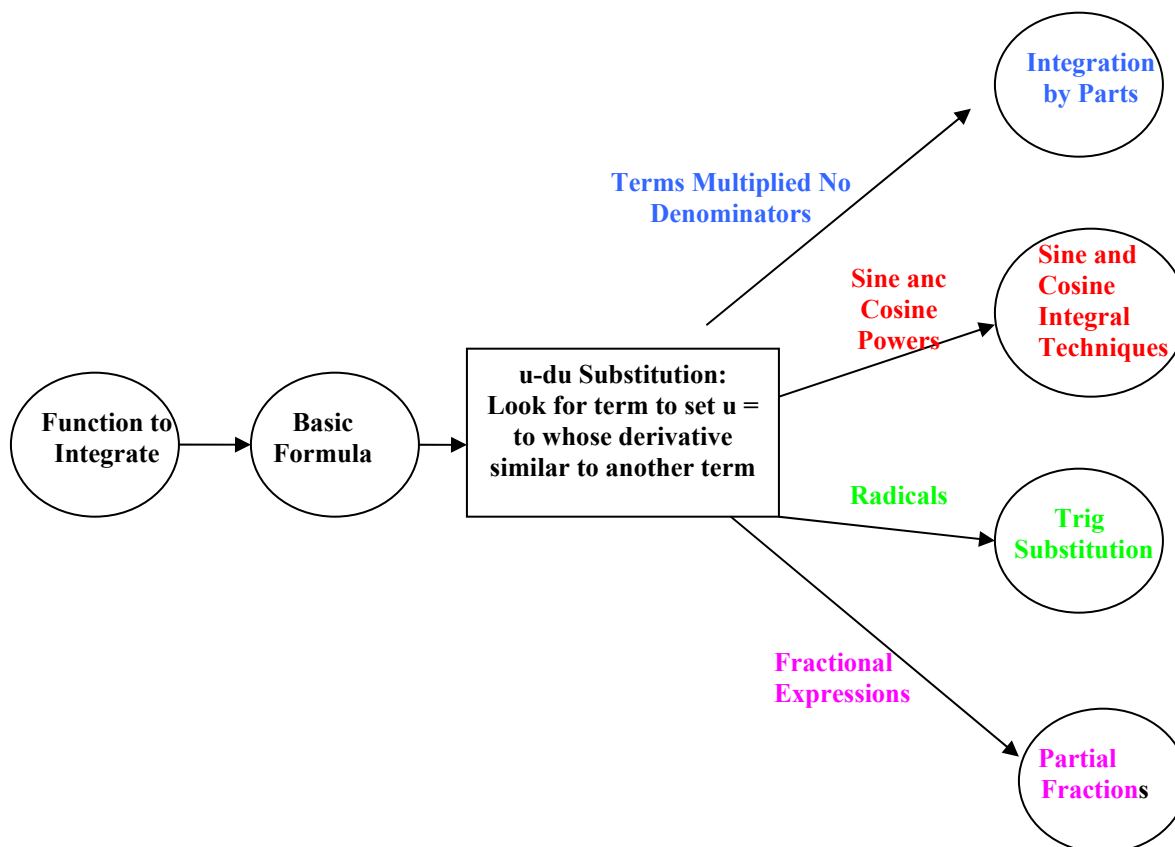 Function to
Integrate
Basic
Formula
u-du Substitution:
Look for term to set u =
to whose derivative
similar to another term
Terms Multiplied No
Denominators
Integration
by Parts
Sine anc
Cosine
Powers
Sine and
Cosine
Integral
Techniques
Radicals
Trig
Substitution
Fractional
Expressions
Partial
Fractions